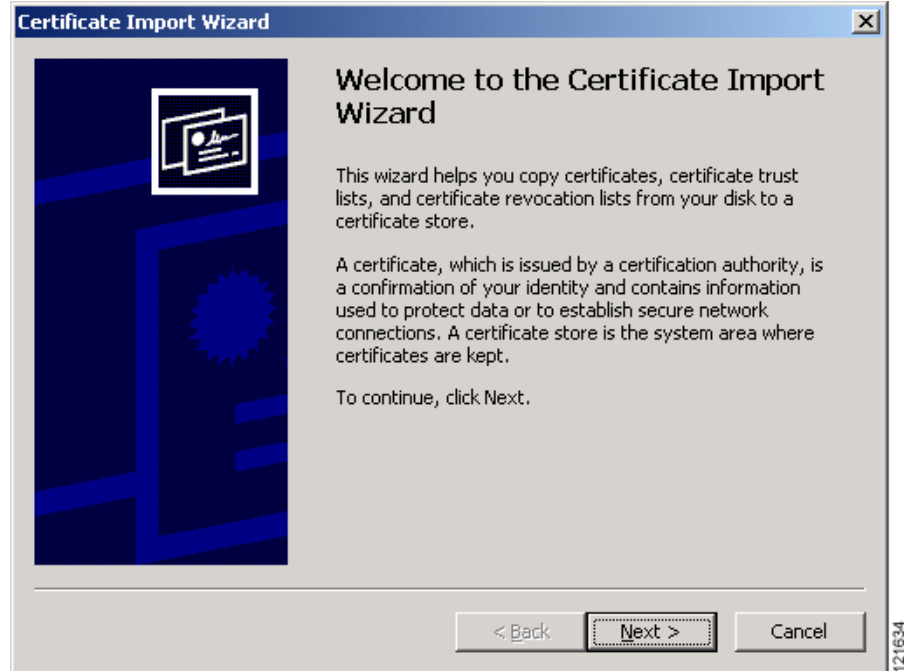 Certificate Import Wizard
Welcome to the Certificate Import
Wizard
This wizard helps you copy certificates, certificate trust
lists, and certificate revocation lists from your disk to a
certificate store.
A certificate, which is issued by a certification authority, is
a confirmation of your identity and contains information
used to protect data or to establish secure network
connections. A certificate store is the system area where
certificates are kept.
To continue, click Next.
< Back
Next >
Cancel
121634